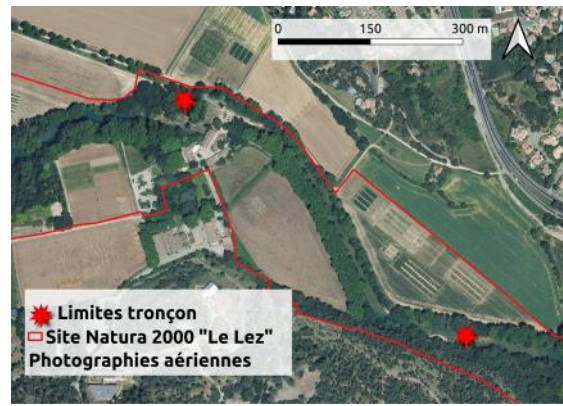 0 150 300 m
Limites tronçon
Site Natura 2000 "Le Lez"
Photographies aériennes